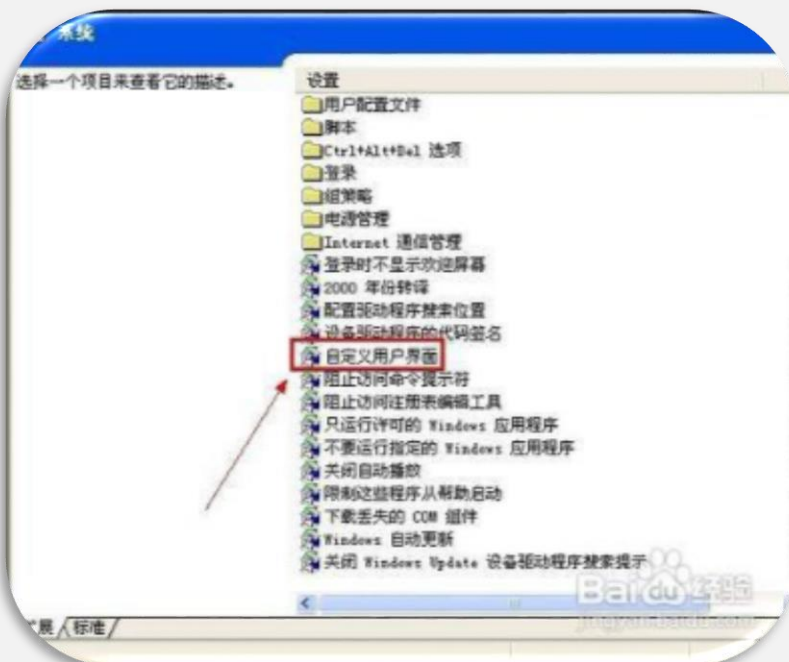 系统
选择一个项目来查看它的描述。
设置
用户配置文件
脚本
Ctrl+Alt+Del 选项
登录
组策略
电源管理
Internet 通信管理
登录时不显示欢迎屏幕
2000 年份转译
配置驱动程序搜索位置
设备驱动程序的代码签名
自定义用户界面
阻止访问命令提示符
阻止访问注册表编辑工具
只运行许可的 Windows 应用程序
不要运行指定的 Windows 应用程序
关闭自动播放
限制这些程序从帮助启动
下载丢失的 COM 组件
Windows 自动更新
关闭 Windows Update 设备驱动程序搜索提示
Baidu 经验
jingyan.baidu.com
展 标准